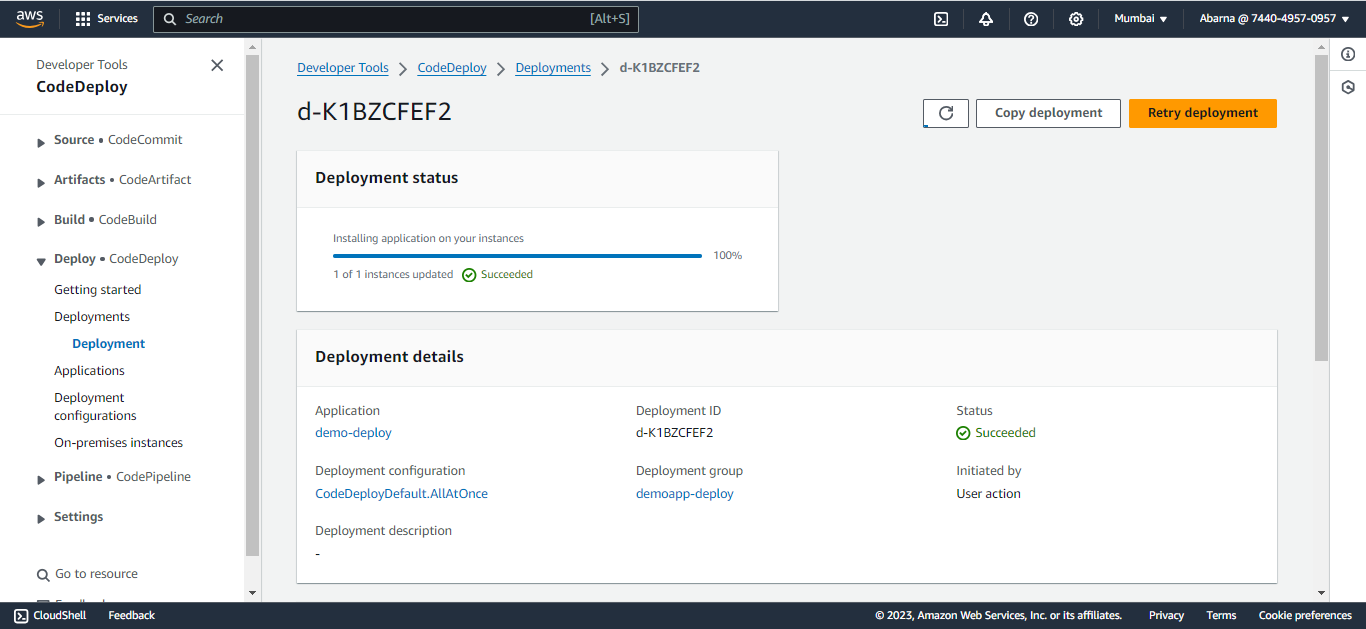 aws Services Search [Alt+S] Mumbai Abarna @ 7440-4957-0957
Developer Tools
CodeDeploy
Source • CodeCommit
Artifacts • CodeArtifact
Build • CodeBuild
Deploy • CodeDeploy
Getting started
Deployments
Deployment
Applications
Deployment
configurations
On-premises instances
Pipeline • CodePipeline
Settings
Go to resource
Developer Tools > CodeDeploy > Deployments > d-K1BZCFEF2
d-K1BZCFEF2
Copy deployment
Retry deployment
Deployment status
Installing application on your instances
100%
1 of 1 instances updated Succeeded
Deployment details
Application
demo-deploy
Deployment ID
d-K1BZCFEF2
Status
Succeeded
Deployment configuration
CodeDeployDefault.AllAtOnce
Deployment group
demoapp-deploy
Initiated by
User action
Deployment description
-
CloudShell Feedback © 2023, Amazon Web Services, Inc. or its affiliates. Privacy Terms Cookie preferences